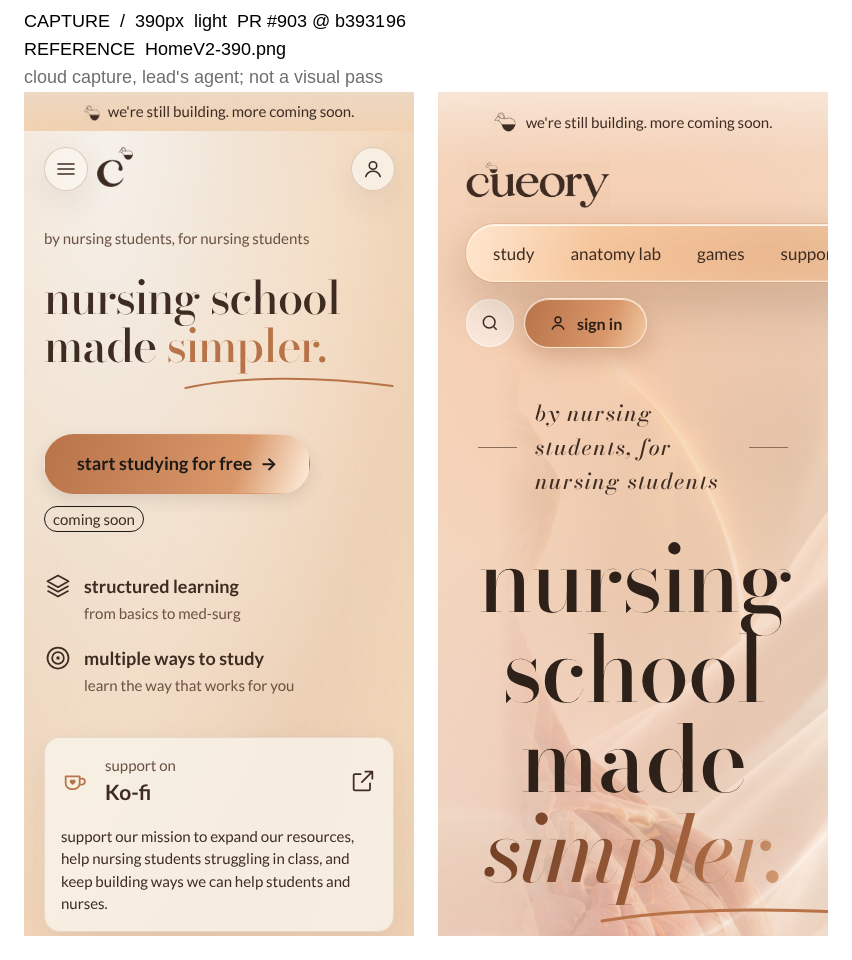 CAPTURE / 390px light PR #903 @ b393196
REFERENCE HomeV2-390.png
cloud capture, lead's agent; not a visual pass
we're still building. more coming soon.
c
by nursing students, for nursing students
nursing school
made simpler.
start studying for free →
coming soon
structured learning
from basics to med-surg
multiple ways to study
learn the way that works for you
support on
Ko-fi
support our mission to expand our resources,
help nursing students struggling in class, and
keep building ways we can help students and
nurses.
we're still building. more coming soon.
cueory
study anatomy lab games suppor
sign in
by nursing
students, for
nursing students
nursing
school
made
simpler.